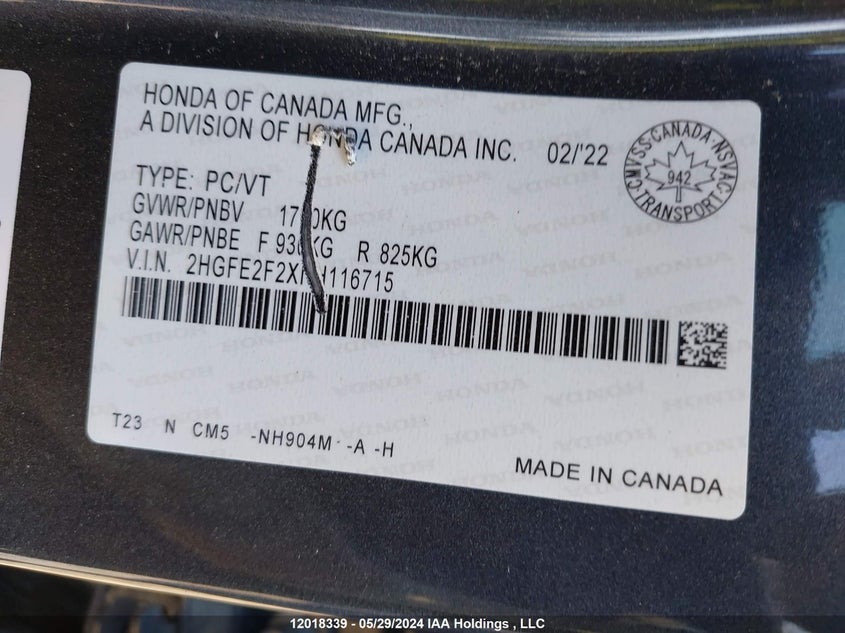 HONDA OF CANADA MFG.,
A DIVISION OF HONDA CANADA INC. 02/'22
CMVSS·CANADA·NSVAC·TRANSPORT·
942
TYPE: PC/VT
GVWR/PNBV
GAWR/PNBE F R 825KG
V.I.N.
T23 N CM5 -NH904M -A -H
MADE IN CANADA
12018339 - 05/29/2024 IAA Holdings , LLC